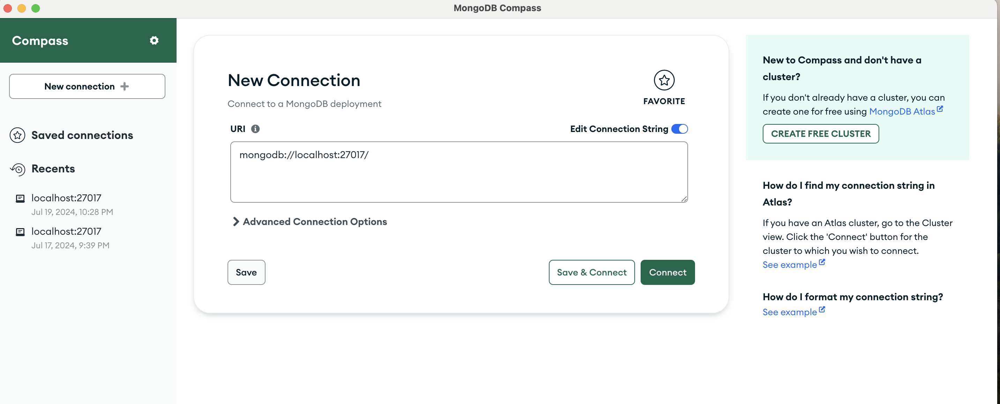 MongoDB Compass
Compass
New connection
Saved connections
Recents
localhost:27017
Jul 19, 2024, 10:28 PM
localhost:27017
Jul 17, 2024, 9:39 PM
New Connection
Connect to a MongoDB deployment
FAVORITE
URI
Edit Connection String
mongodb://localhost:27017/
Advanced Connection Options
Save
Save & Connect
Connect
New to Compass and don't have a
cluster?
If you don't already have a cluster, you can
create one for free using MongoDB Atlas
CREATE FREE CLUSTER
How do I find my connection string in
Atlas?
If you have an Atlas cluster, go to the Cluster
view. Click the 'Connect' button for the
cluster to which you wish to connect.
See example
How do I format my connection string?
See example